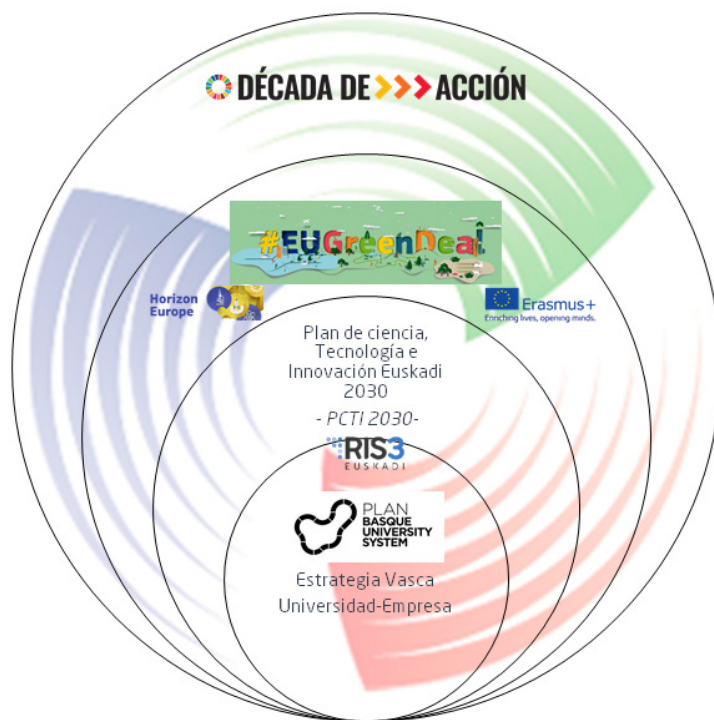 DÉCADA DE >>> ACCIÓN
#EUGreenDeal
Horizon
Europe
Erasmus+
Enriching lives, opening minds.
Plan de ciencia,
Tecnología e
Innovación Euskadi
2030
- PCTI 2030-
RIS3
EUSKADI
PLAN
BASQUE
UNIVERSITY
SYSTEM
Estrategia Vasca
Universidad-Empresa